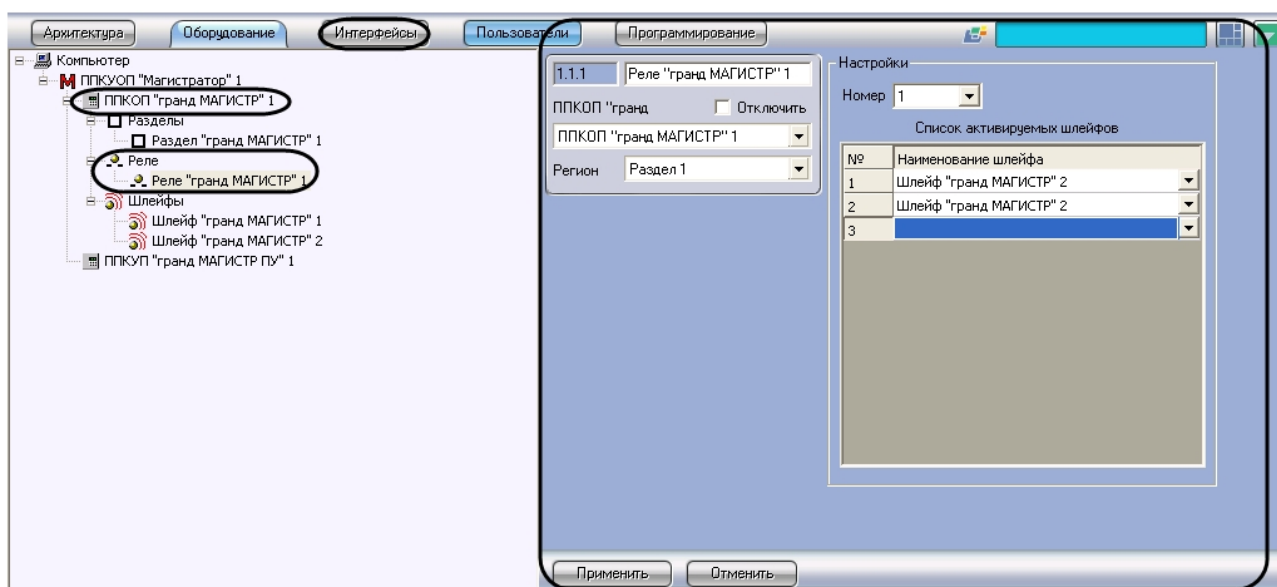 Архитектура Оборудование Интерфейсы Пользователи Программирование
Компьютер
ППКУОП "Магистратор" 1
ППКОП "гранд МАГИСТР" 1
Разделы
Раздел "гранд МАГИСТР" 1
Реле
Реле "гранд МАГИСТР" 1
Шлейфы
Шлейф "гранд МАГИСТР" 1
Шлейф "гранд МАГИСТР" 2
ППКУП "гранд МАГИСТР ПУ" 1
1.1.1 Реле "гранд МАГИСТР" 1
ППКОП "гранд Отключить
ППКОП "гранд МАГИСТР" 1
Регион Раздел 1
Настройки
Номер 1
Список активируемых шлейфов
№ Наименование шлейфа
1 Шлейф "гранд МАГИСТР" 2
2 Шлейф "гранд МАГИСТР" 2
3
Применить Отменить